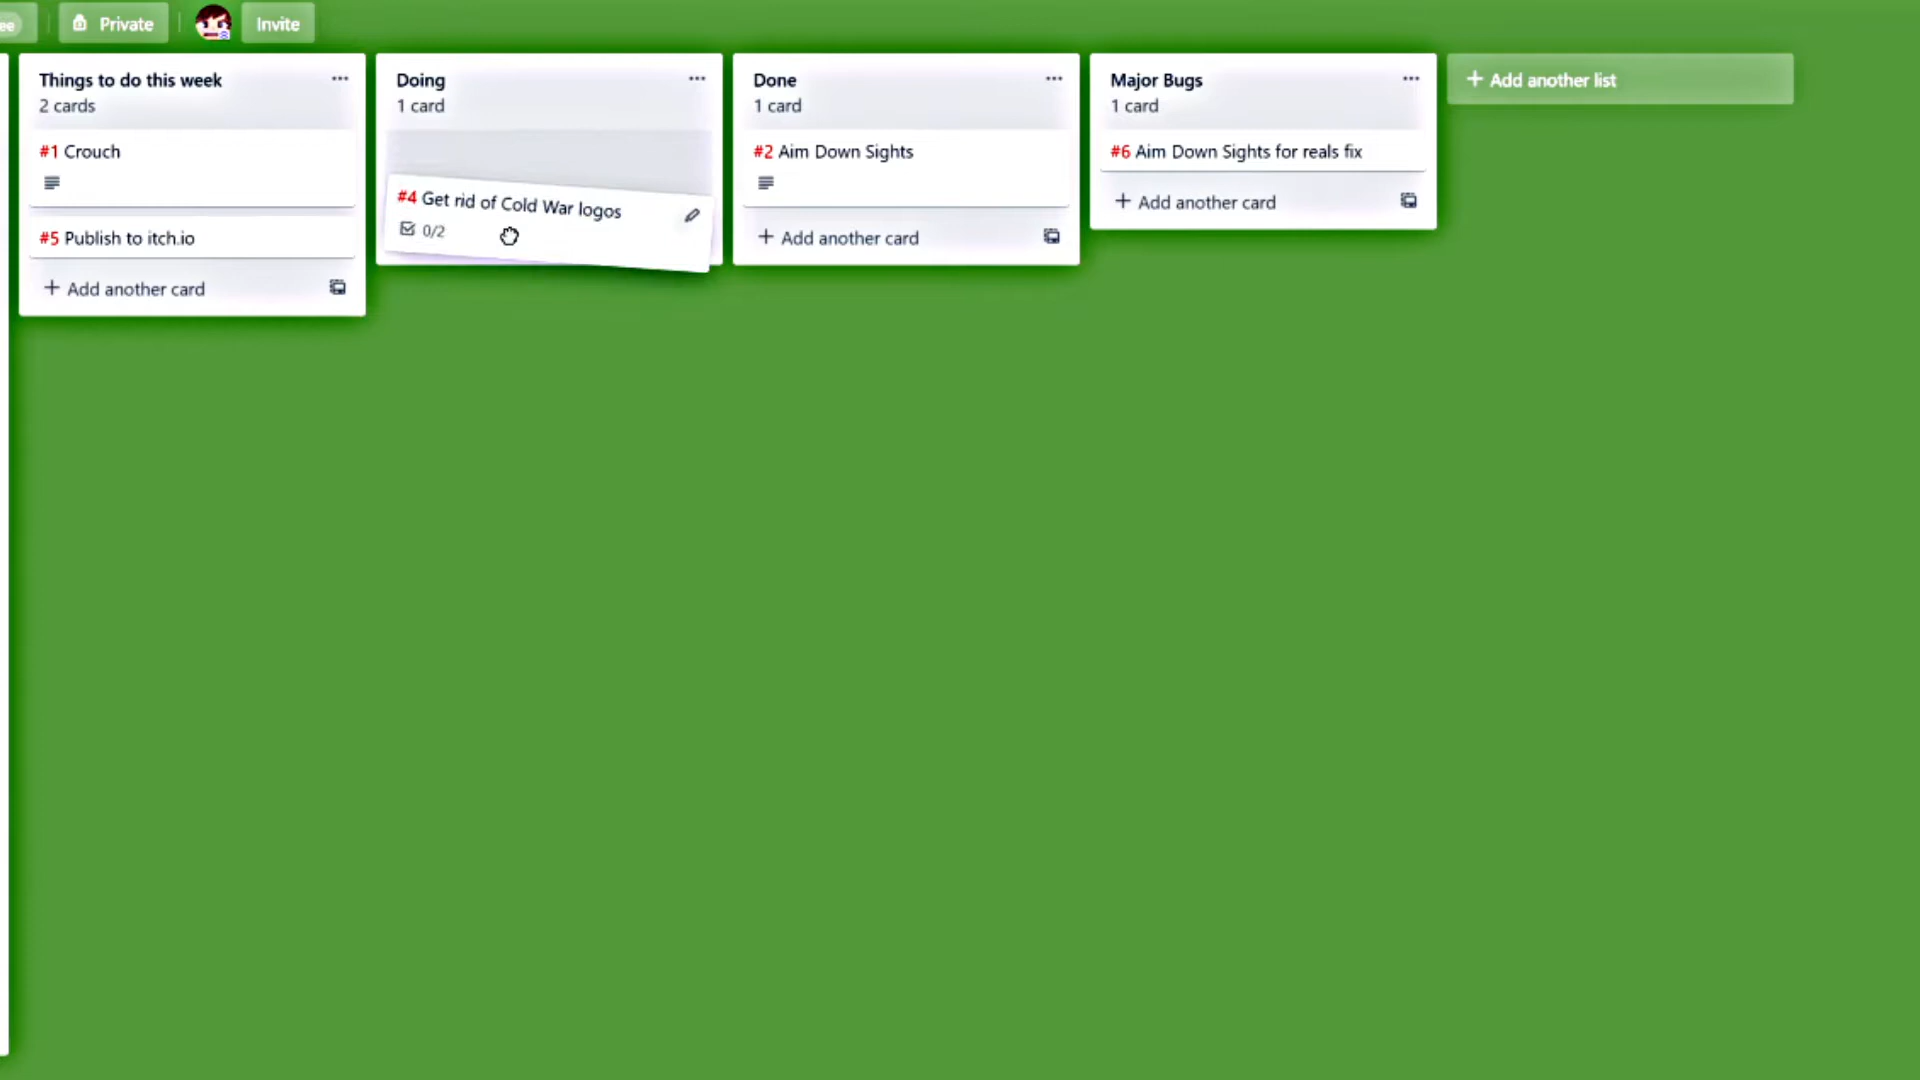 ee
Private
Invite
Things to do this week
2 cards
#1 Crouch
#5 Publish to itch.io
+ Add another card
Doing
1 card
#4 Get rid of Cold War logos
0/2
Done
1 card
#2 Aim Down Sights
+ Add another card
Major Bugs
1 card
#6 Aim Down Sights for reals fix
+ Add another card
+ Add another list